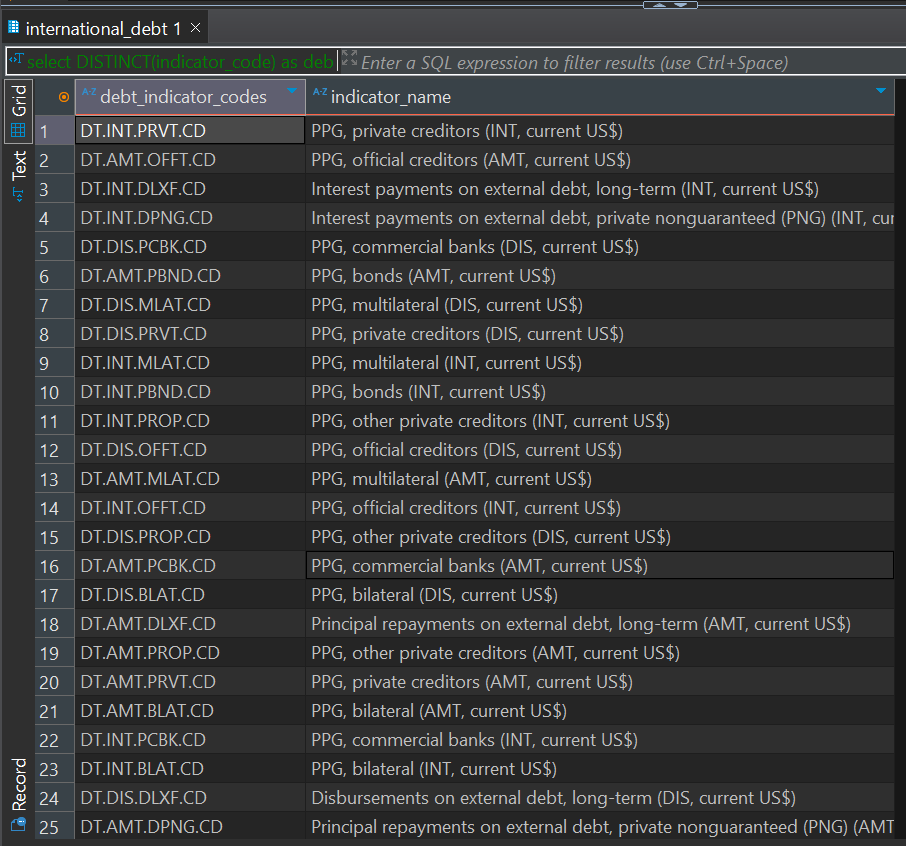 international_debt 1
select DISTINCT(indicator_code) as deb Enter a SQL expression to filter results (use Ctrl+Space)
Grid
Text
Record
debt_indicator_codes indicator_name
1 DT.INT.PRVT.CD PPG, private creditors (INT, current US$)
2 DT.AMT.OFFT.CD PPG, official creditors (AMT, current US$)
3 DT.INT.DLXF.CD Interest payments on external debt, long-term (INT, current US$)
4 DT.INT.DPNG.CD Interest payments on external debt, private nonguaranteed (PNG) (INT, cur
5 DT.DIS.PCBK.CD PPG, commercial banks (DIS, current US$)
6 DT.AMT.PBND.CD PPG, bonds (AMT, current US$)
7 DT.DIS.MLAT.CD PPG, multilateral (DIS, current US$)
8 DT.DIS.PRVT.CD PPG, private creditors (DIS, current US$)
9 DT.INT.MLAT.CD PPG, multilateral (INT, current US$)
10 DT.INT.PBND.CD PPG, bonds (INT, current US$)
11 DT.INT.PROP.CD PPG, other private creditors (INT, current US$)
12 DT.DIS.OFFT.CD PPG, official creditors (DIS, current US$)
13 DT.AMT.MLAT.CD PPG, multilateral (AMT, current US$)
14 DT.INT.OFFT.CD PPG, official creditors (INT, current US$)
15 DT.DIS.PROP.CD PPG, other private creditors (DIS, current US$)
16 DT.AMT.PCBK.CD PPG, commercial banks (AMT, current US$)
17 DT.DIS.BLAT.CD PPG, bilateral (DIS, current US$)
18 DT.AMT.DLXF.CD Principal repayments on external debt, long-term (AMT, current US$)
19 DT.AMT.PROP.CD PPG, other private creditors (AMT, current US$)
20 DT.AMT.PRVT.CD PPG, private creditors (AMT, current US$)
21 DT.AMT.BLAT.CD PPG, bilateral (AMT, current US$)
22 DT.INT.PCBK.CD PPG, commercial banks (INT, current US$)
23 DT.INT.BLAT.CD PPG, bilateral (INT, current US$)
24 DT.DIS.DLXF.CD Disbursements on external debt, long-term (DIS, current US$)
25 DT.AMT.DPNG.CD Principal repayments on external debt, private nonguaranteed (PNG) (AMT